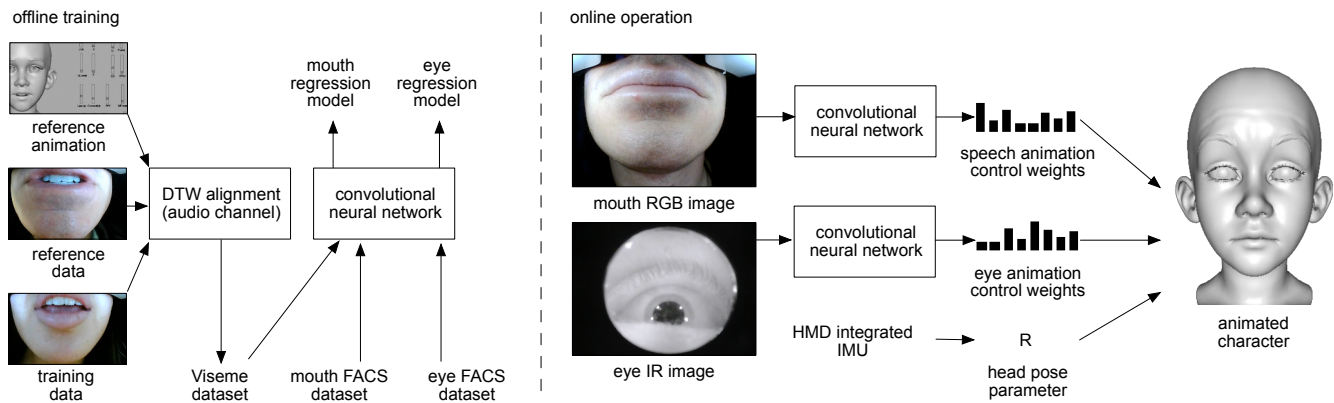 offline training
mouth
regression
model
eye
regression
model
reference
animation
DTW alignment
(audio channel)
convolutional
neural network
reference
data
training
data
Viseme
dataset
mouth FACS
dataset
eye FACS
dataset
online operation
mouth RGB image
convolutional
neural network
speech animation
control weights
eye IR image
convolutional
neural network
eye animation
control weights
HMD integrated
IMU
R
head pose
parameter
animated
character